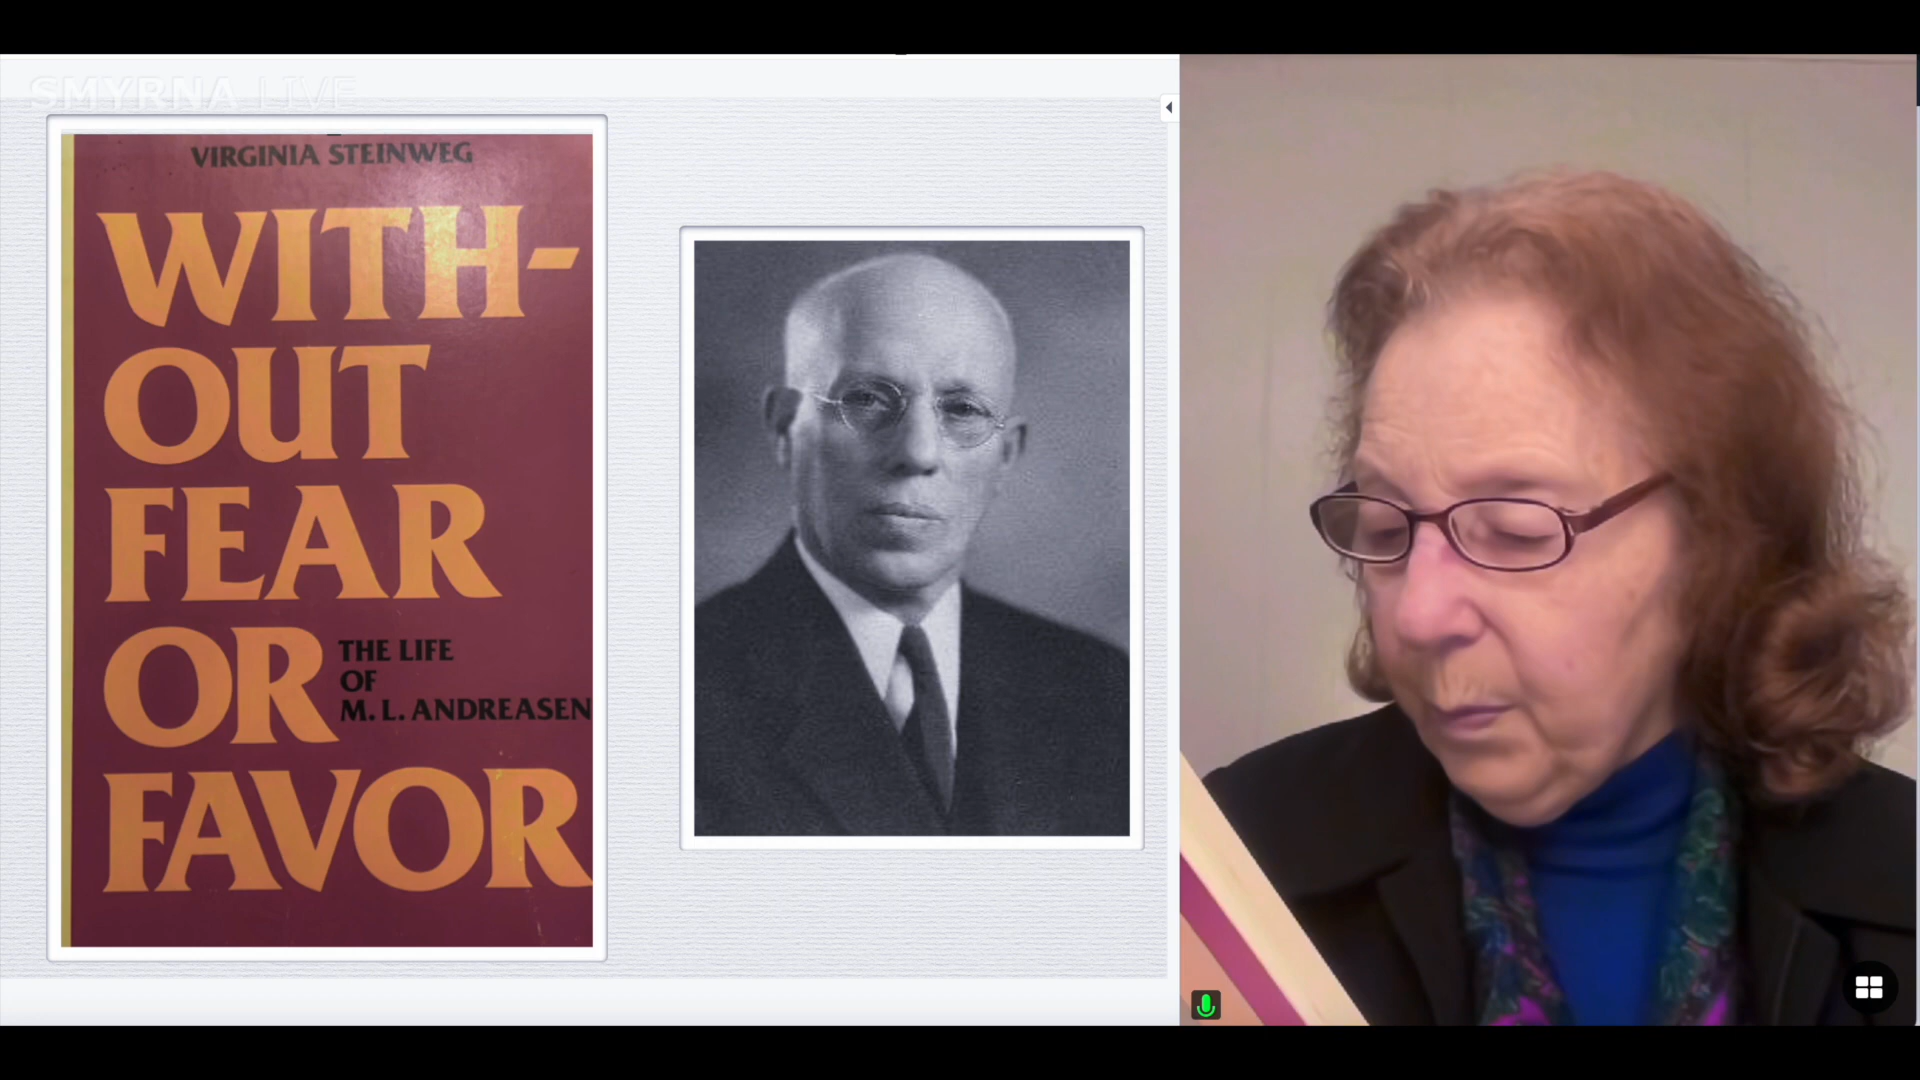 SMYRNA LIVE
VIRGINIA STEINWEG
WITH-
OUT
FEAR
OR
THE LIFE
OF
M. L. ANDREASEN
FAVOR